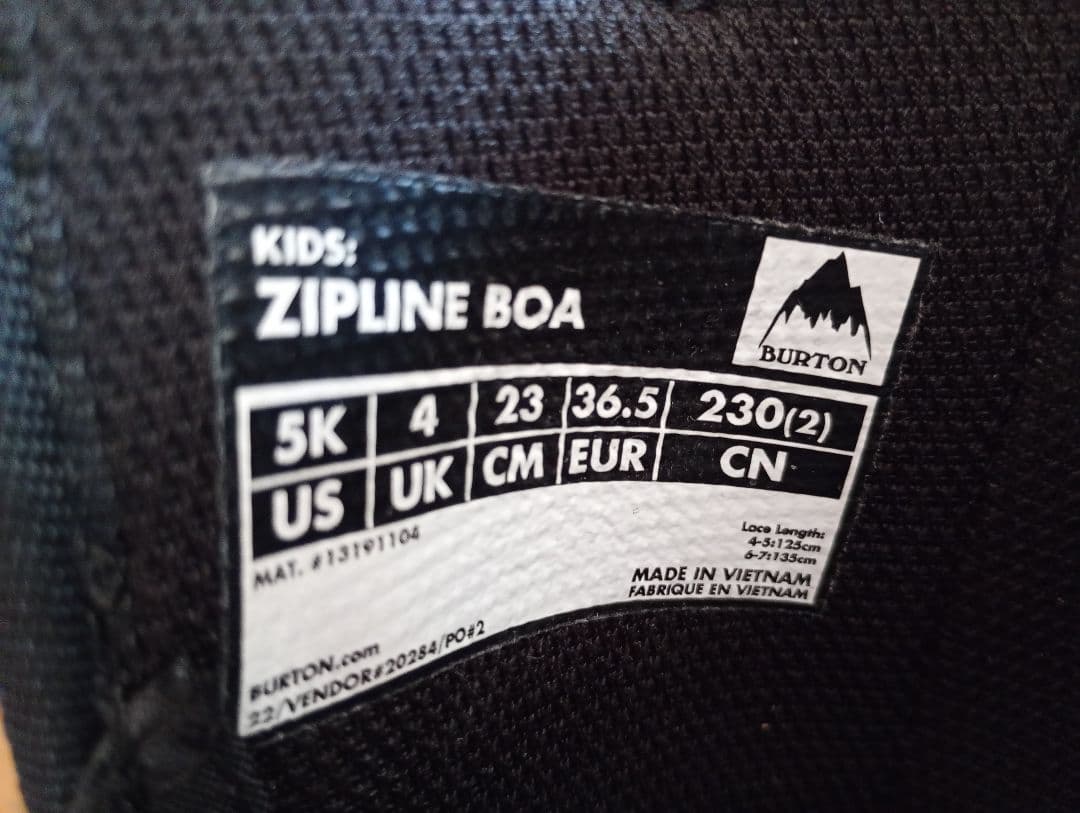 KIDS:
ZIPLINE BOA
BURTON
5K 4 23 36.5 230(2)
US UK CM EUR CN
MAT. #13191104
Lace Length:
4-5:125cm
6-7:135cm
MADE IN VIETNAM
FABRIQUE EN VIETNAM
BURTON.com
22/VENDOR#20284/PO#2